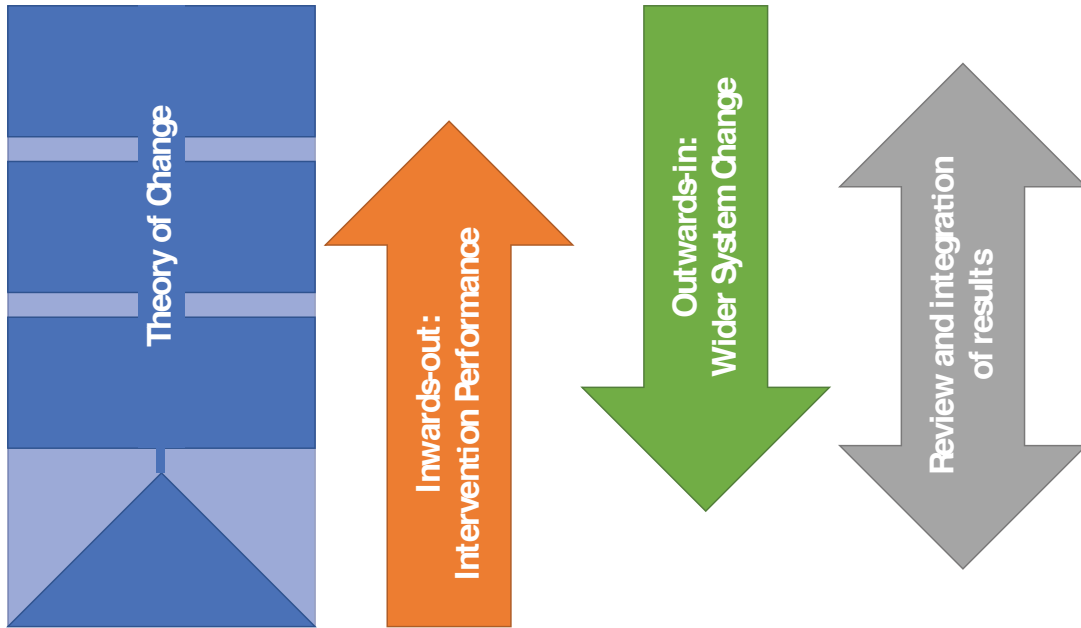 Theory of Change
Inwards-out:
Intervention Performance
Outwards-in:
Wider System Change
Review and integration
of results